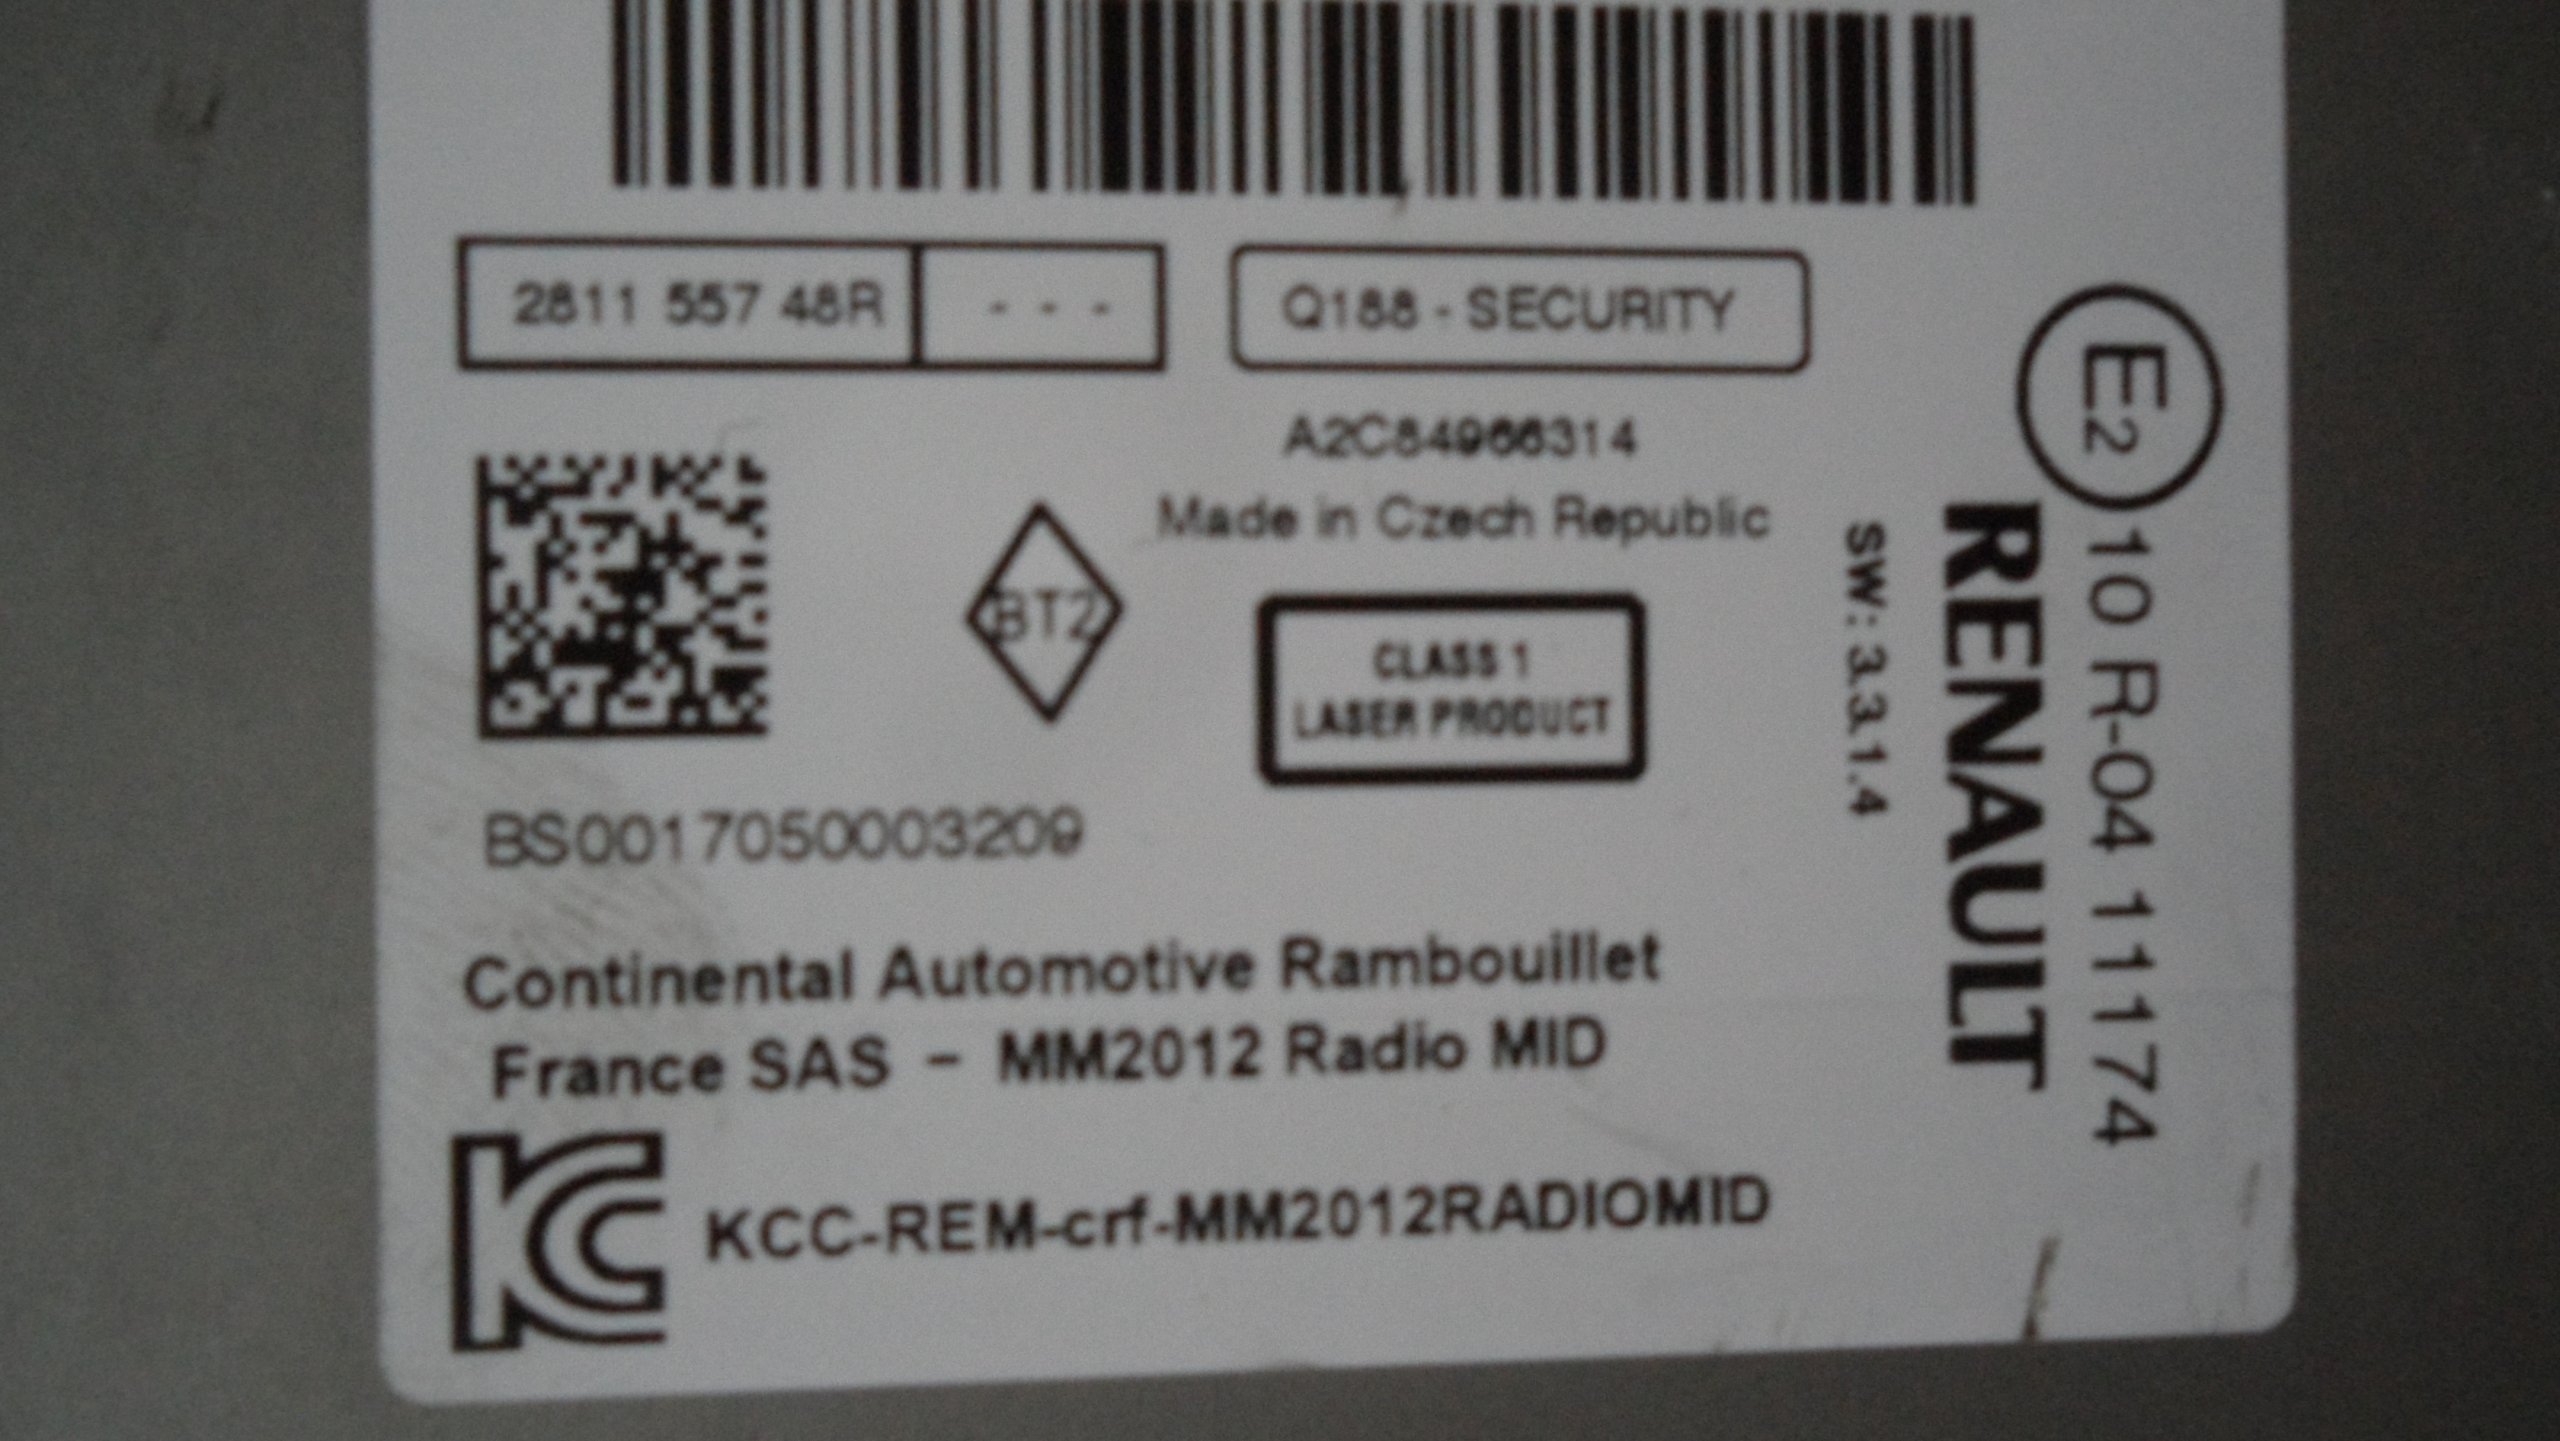 2811 557 48R
- - -
Q188 - SECURITY
A2C84966314
Made in Czech Republic
BT2
CLASS 1
LASER PRODUCT
BS0017050003209
Continental Automotive Rambouillet
France SAS – MM2012 Radio MID
KC
KCC-REM-crf-MM2012RADIOMID
SW: 3.3.1.4
RENAULT
E2
10 R-04 11174